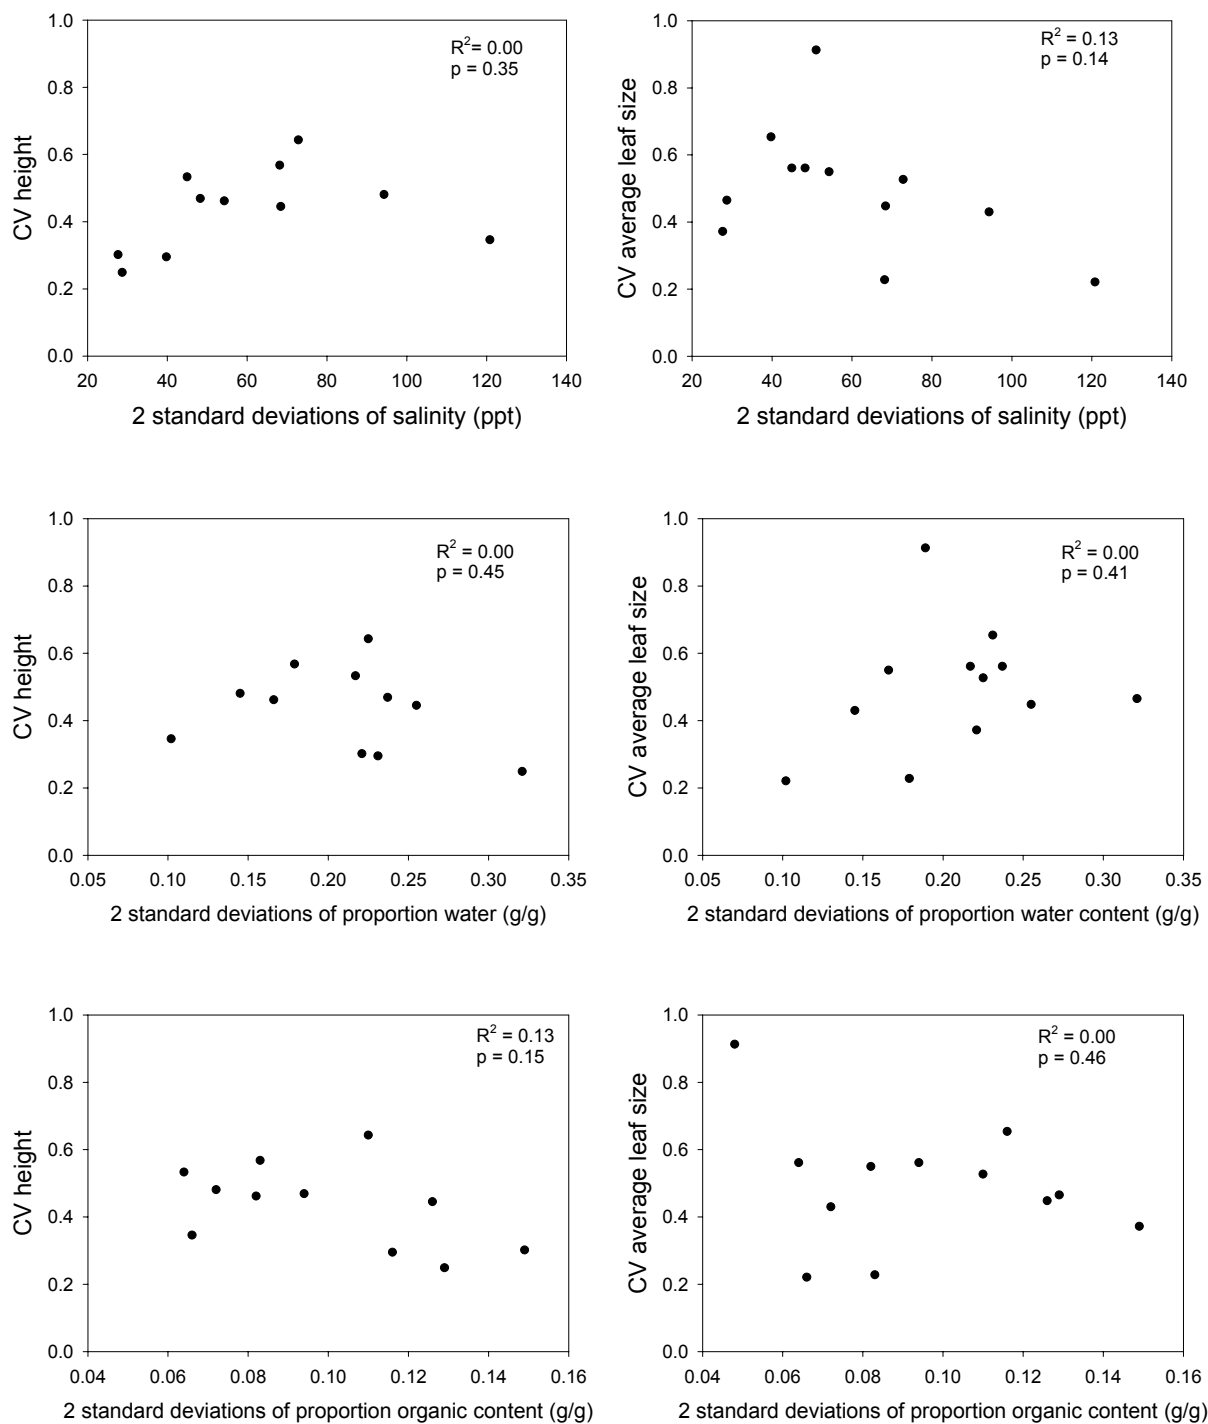 1.0
0.8
0.6
0.4
0.2
0.0
CV height
R2= 0.00
p = 0.35
20 40 60 80 100 120 140
2 standard deviations of salinity (ppt)
1.0
0.8
0.6
0.4
0.2
0.0
CV average leaf size
R2 = 0.13
p = 0.14
20 40 60 80 100 120 140
2 standard deviations of salinity (ppt)
1.0
0.8
0.6
0.4
0.2
0.0
CV height
R2 = 0.00
p = 0.45
0.05 0.10 0.15 0.20 0.25 0.30 0.35
2 standard deviations of proportion water (g/g)
1.0
0.8
0.6
0.4
0.2
0.0
CV average leaf size
R2 = 0.00
p = 0.41
0.05 0.10 0.15 0.20 0.25 0.30 0.35
2 standard deviations of proportion water content (g/g)
1.0
0.8
0.6
0.4
0.2
0.0
CV height
R2 = 0.13
p = 0.15
0.04 0.06 0.08 0.10 0.12 0.14 0.16
2 standard deviations of proportion organic content (g/g)
1.0
0.8
0.6
0.4
0.2
0.0
CV average leaf size
R2 = 0.00
p = 0.46
0.04 0.06 0.08 0.10 0.12 0.14 0.16
2 standard deviations of proportion organic content (g/g)